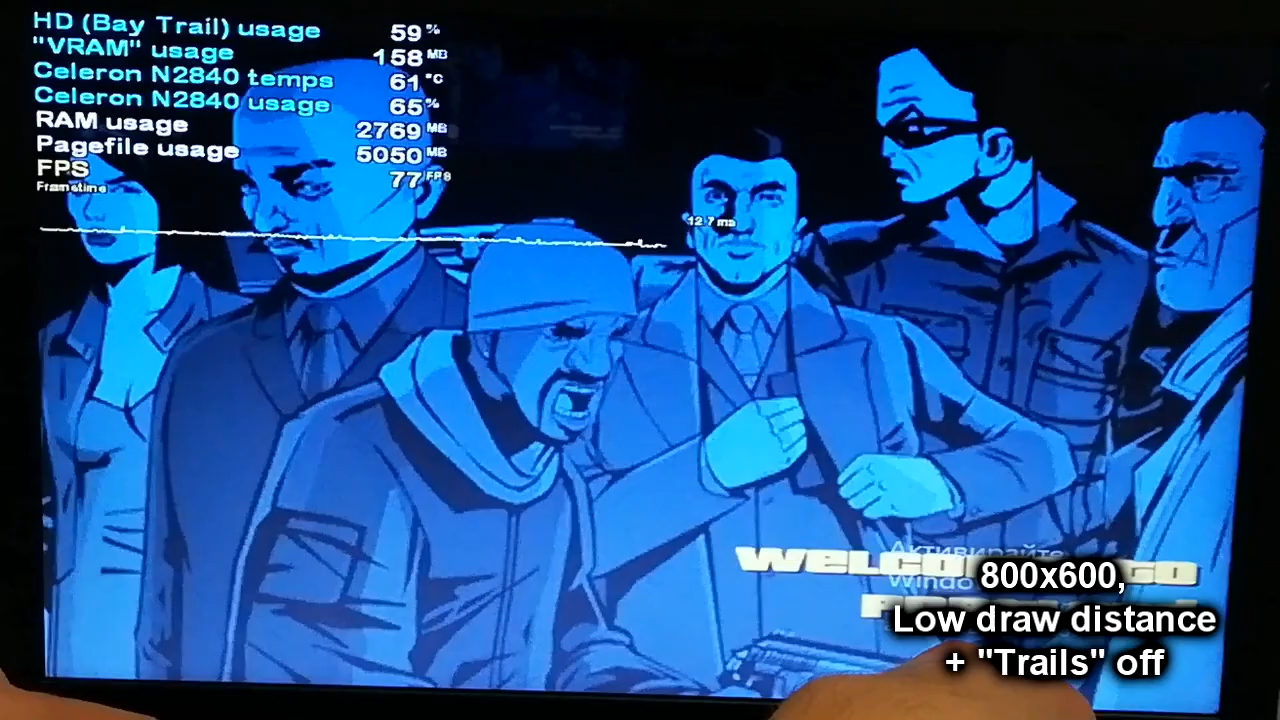 HD (Bay Trail) usage 59 %
"VRAM" usage 158 MB
Celeron N2840 temps 61 °C
Celeron N2840 usage 65 %
RAM usage 2769 MB
Pagefile usage 5050 MB
FPS 77 FPS
Frametime
12.7 ms
Активирайте
Windo
800x600,
Low draw distance
+ "Trails" off